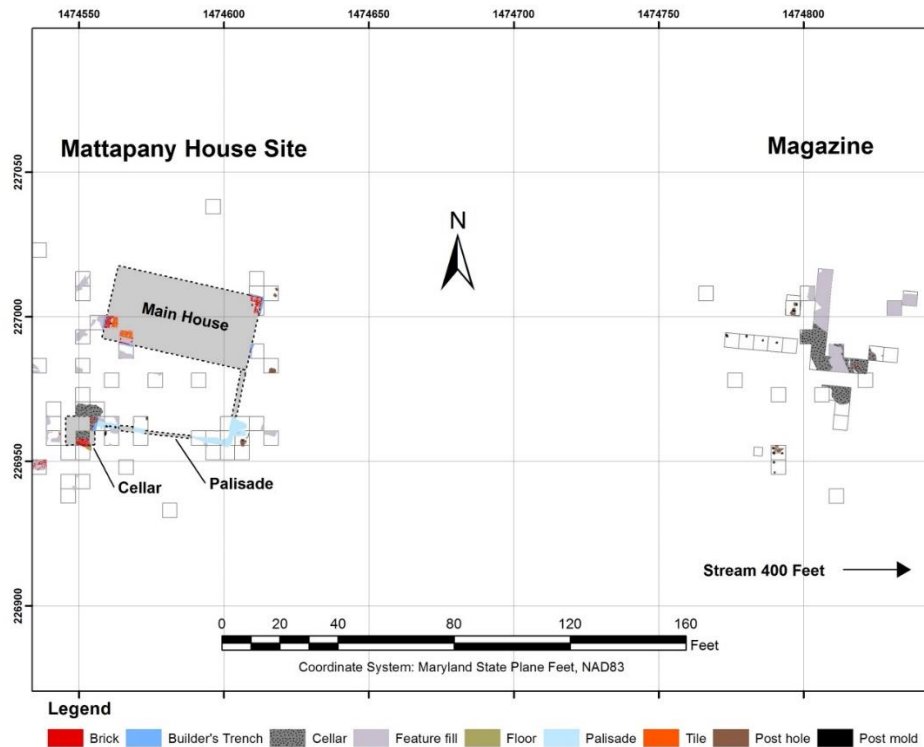 1474550 1474600 1474650 1474700 1474750 1474800
Mattapany House Site
Magazine
227050
N
Main House
227000
226950
Cellar
Palisade
Stream 400 Feet
226900
0 20 40 80 120 160
Feet
Coordinate System: Maryland State Plane Feet, NAD83
Legend
Brick Builder's Trench Cellar Feature fill Floor Palisade Tile Post hole Post mold